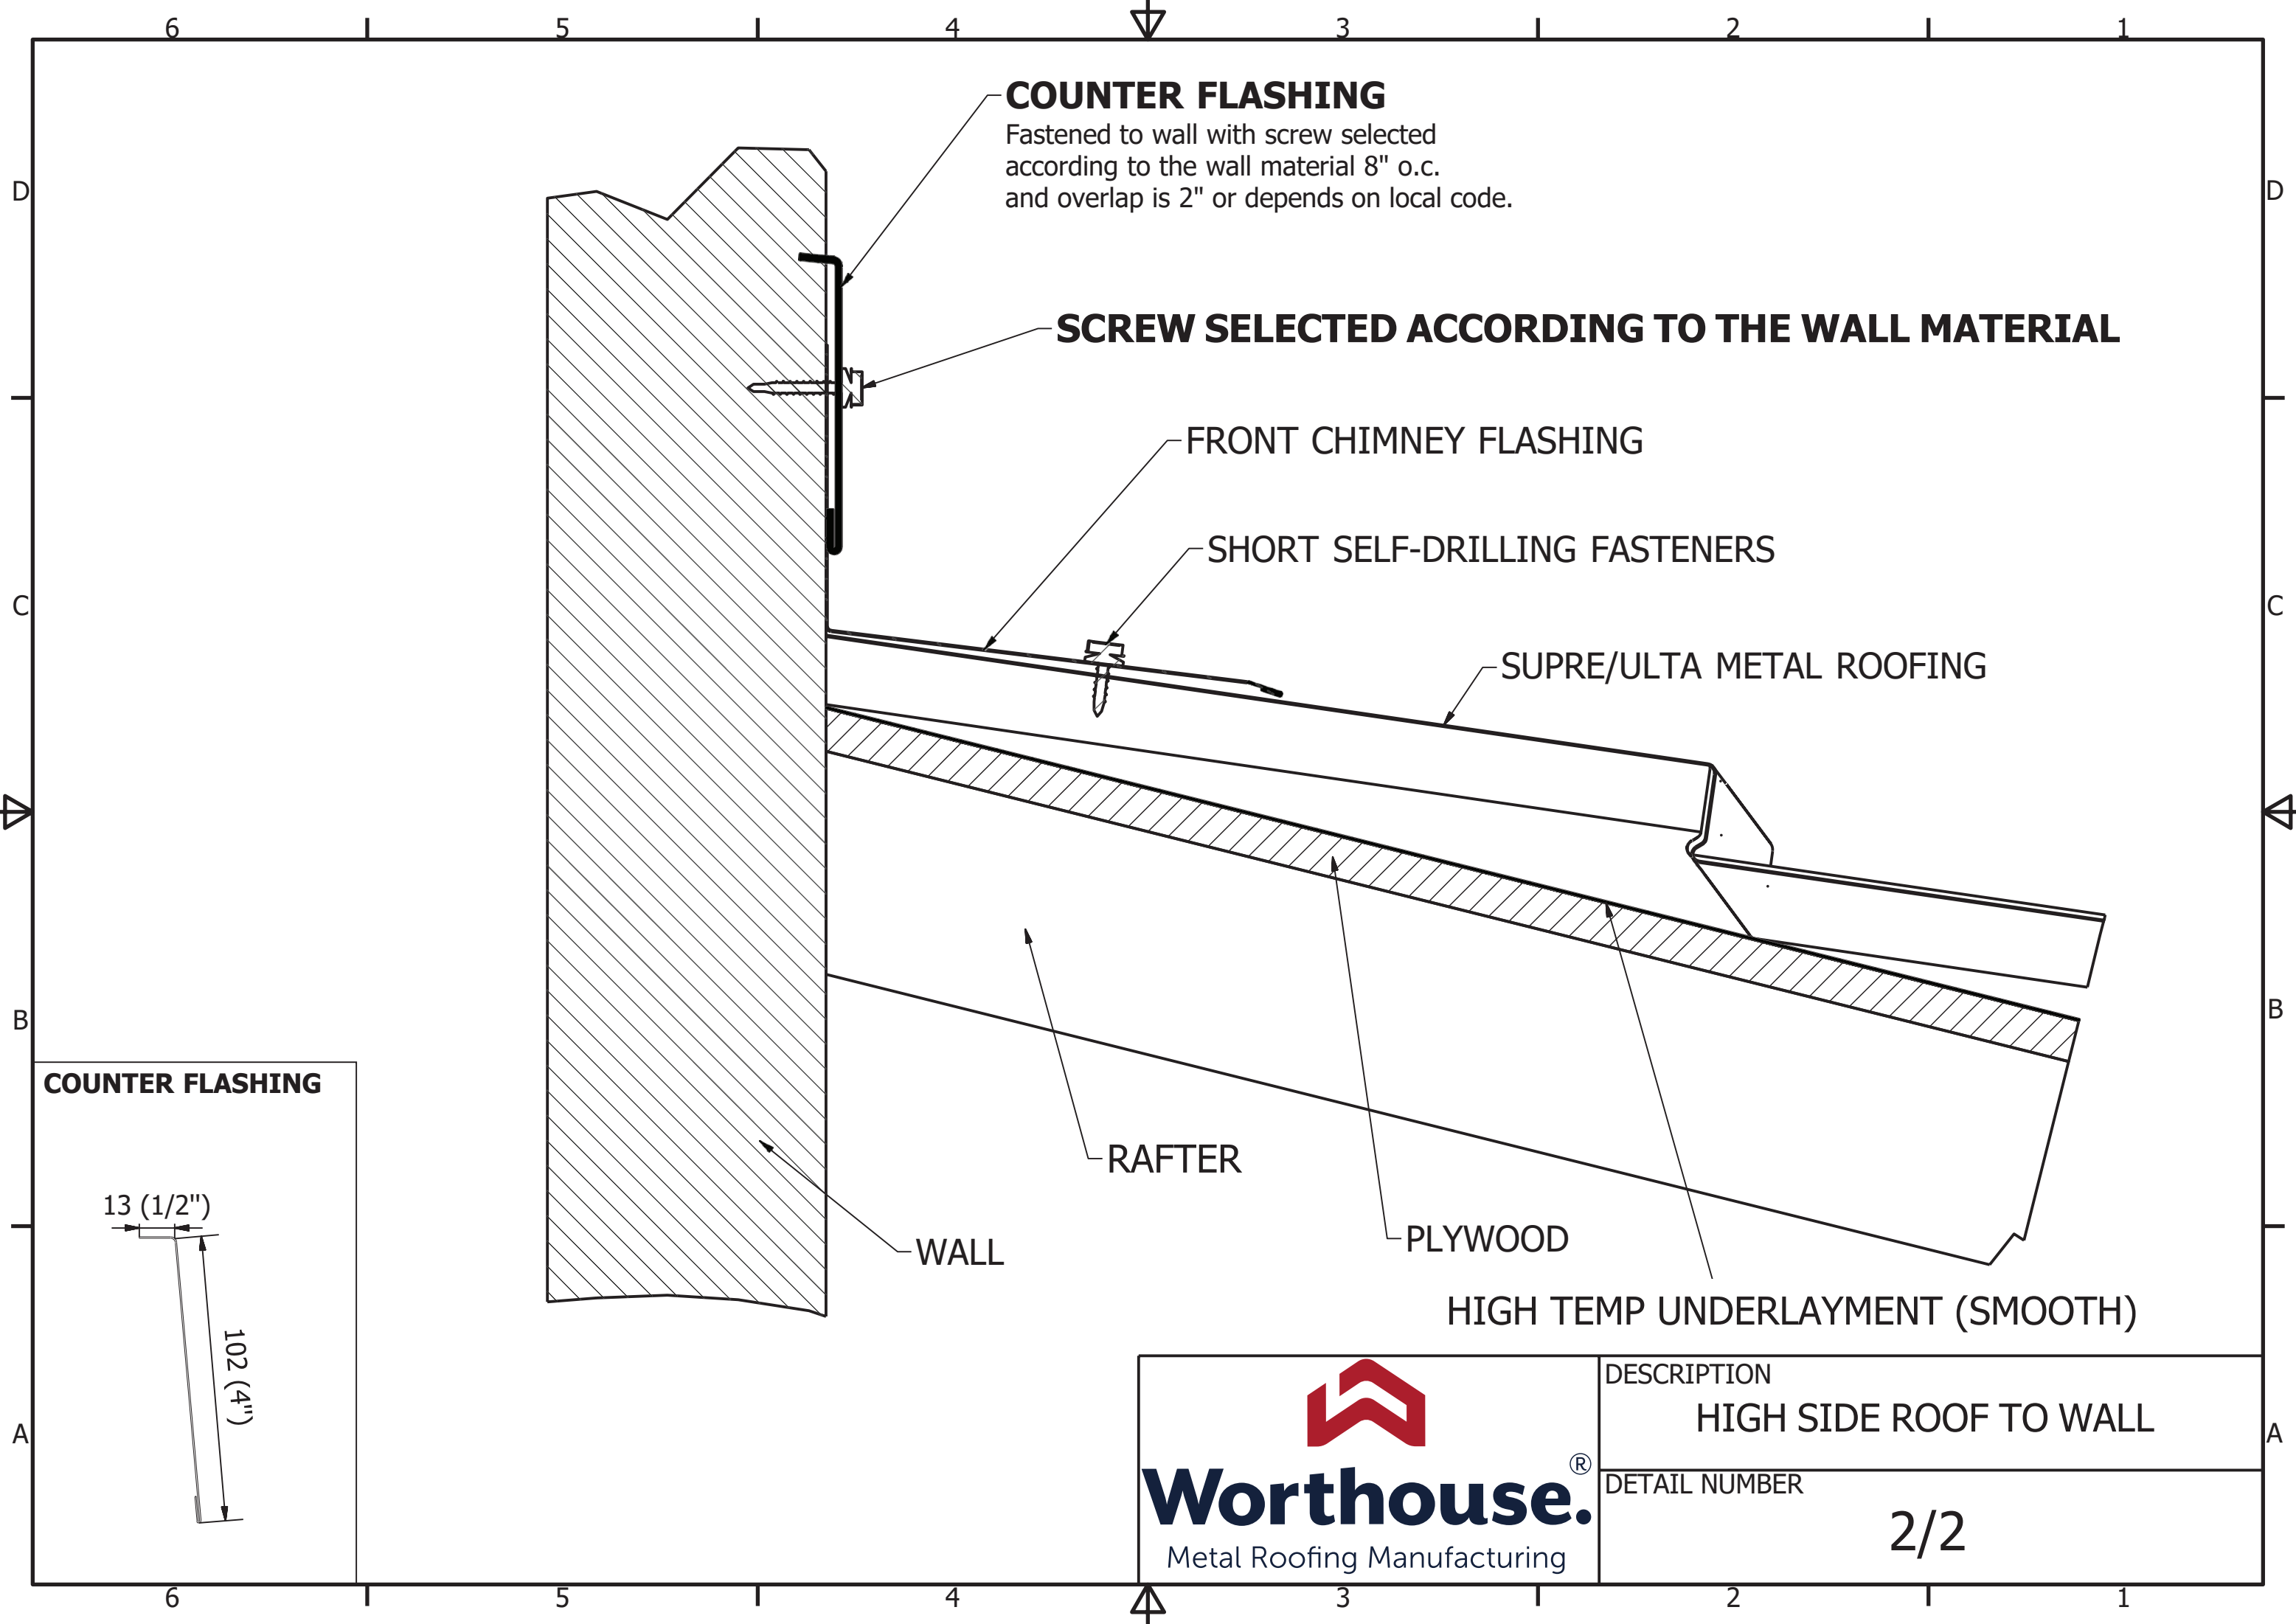 6 5 4 3 2 1
COUNTER FLASHING
Fastened to wall with screw selected
according to the wall material 8" o.c.
and overlap is 2" or depends on local code.
D D
SCREW SELECTED ACCORDING TO THE WALL MATERIAL
FRONT CHIMNEY FLASHING
SHORT SELF-DRILLING FASTENERS
C C
SUPRE/ULTA METAL ROOFING
B B
COUNTER FLASHING
RAFTER
13 (1/2")
PLYWOOD
WALL
HIGH TEMP UNDERLAYMENT (SMOOTH)
102 (4")
DESCRIPTION
HIGH SIDE ROOF TO WALL
A A
Worthouse.®
Metal Roofing Manufacturing
DETAIL NUMBER
2/2
6 5 4 3 2 1